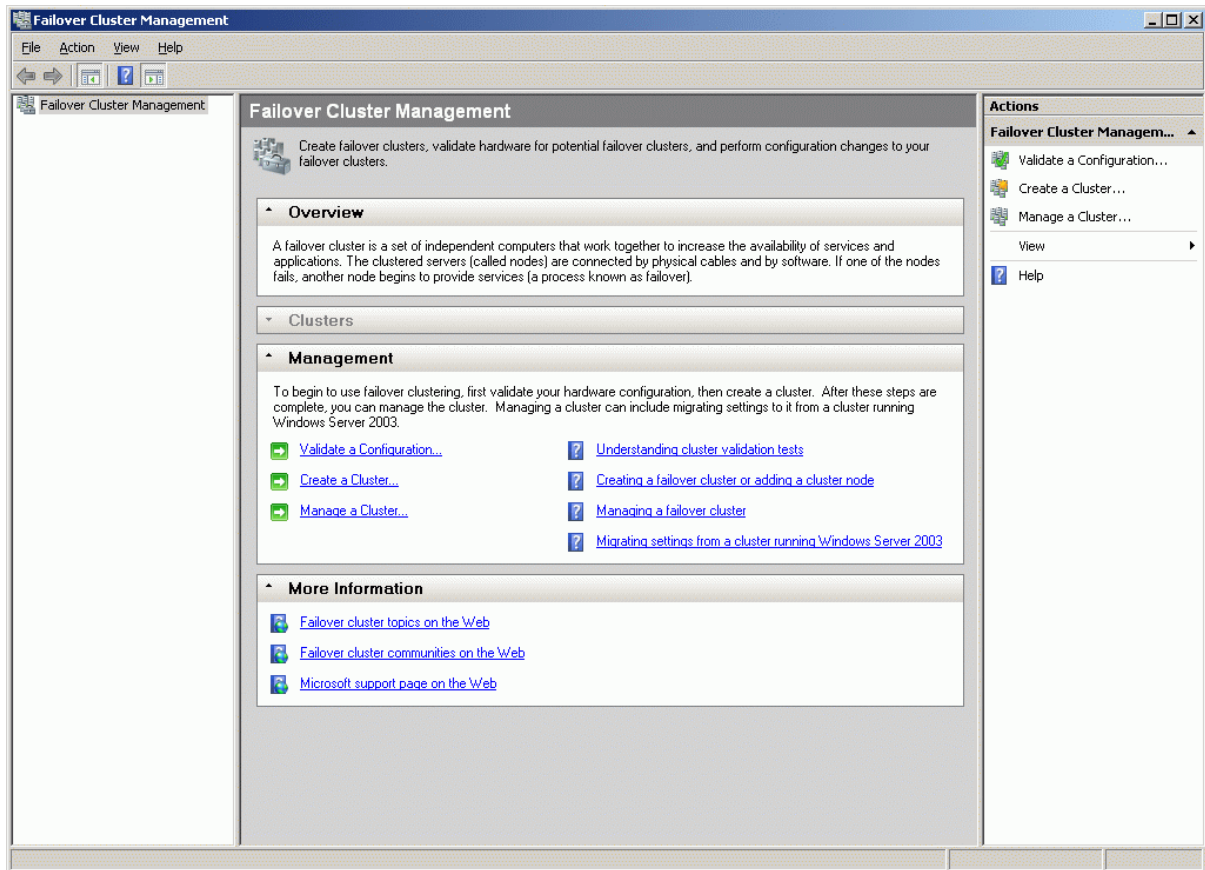 Failover Cluster Management
File Action View Help
Failover Cluster Management
Failover Cluster Management
Create failover clusters, validate hardware for potential failover clusters, and perform configuration changes to your
failover clusters.
Overview
A failover cluster is a set of independent computers that work together to increase the availability of services and
applications. The clustered servers (called nodes) are connected by physical cables and by software. If one of the nodes
fails, another node begins to provide services (a process known as failover).
Clusters
Management
To begin to use failover clustering, first validate your hardware configuration, then create a cluster. After these steps are
complete, you can manage the cluster. Managing a cluster can include migrating settings to it from a cluster running
Windows Server 2003.
Validate a Configuration...
Create a Cluster...
Manage a Cluster...
Understanding cluster validation tests
Creating a failover cluster or adding a cluster node
Managing a failover cluster
Migrating settings from a cluster running Windows Server 2003
More Information
Failover cluster topics on the Web
Failover cluster communities on the Web
Microsoft support page on the Web
Actions
Failover Cluster Managem...
Validate a Configuration...
Create a Cluster...
Manage a Cluster...
View
Help